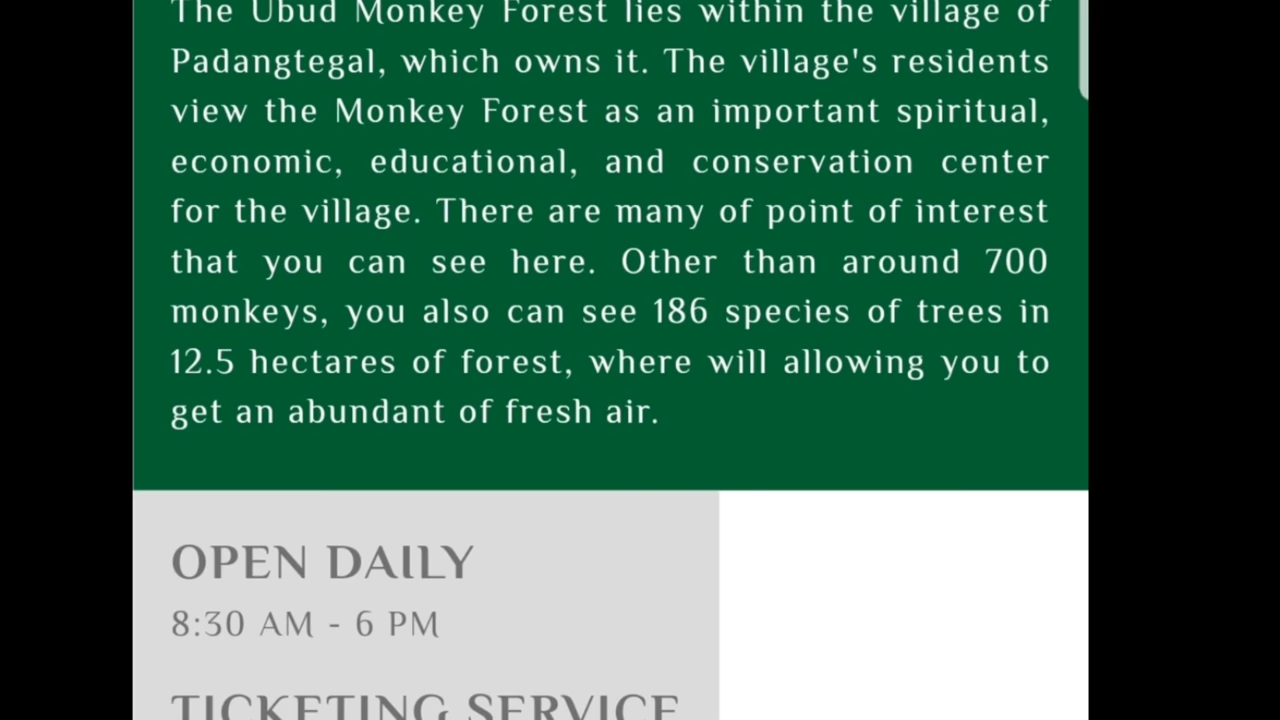 The Ubud Monkey Forest lies within the village of
Padangtegal, which owns it. The village's residents
view the Monkey Forest as an important spiritual,
economic, educational, and conservation center
for the village. There are many of point of interest
that you can see here. Other than around 700
monkeys, you also can see 186 species of trees in
12.5 hectares of forest, where will allowing you to
get an abundant of fresh air.
OPEN DAILY
8:30 AM - 6 PM
TICKETING SERVICE